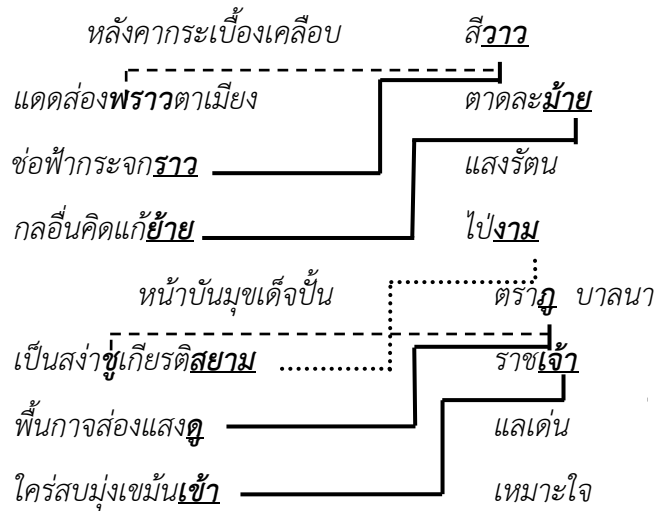 หลังคากระเบื้องเคลือบ สีวาว
แดดส่องพราวตาเมียง ตาดละม้าย
ช่อฟ้ากระจกราว แสงรัตน
กลอื่นคิดแก้ย้าย ไป่งาม
หน้าบันมุขเด็จปั้น ตราภู บาลนา
เป็นสง่าชูเกียรติสยาม ราชเจ้า
พื้นกาจส่องแสงดู แลเด่น
ใคร่สบมุ่งเขม้นเข้า เหมาะใจ